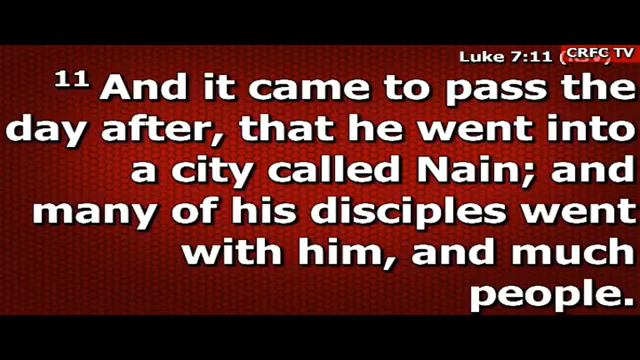 Luke 7:11
CRFC TV
11 And it came to pass the
day after, that he went into
a city called Nain; and
many of his disciples went
with him, and much
people.